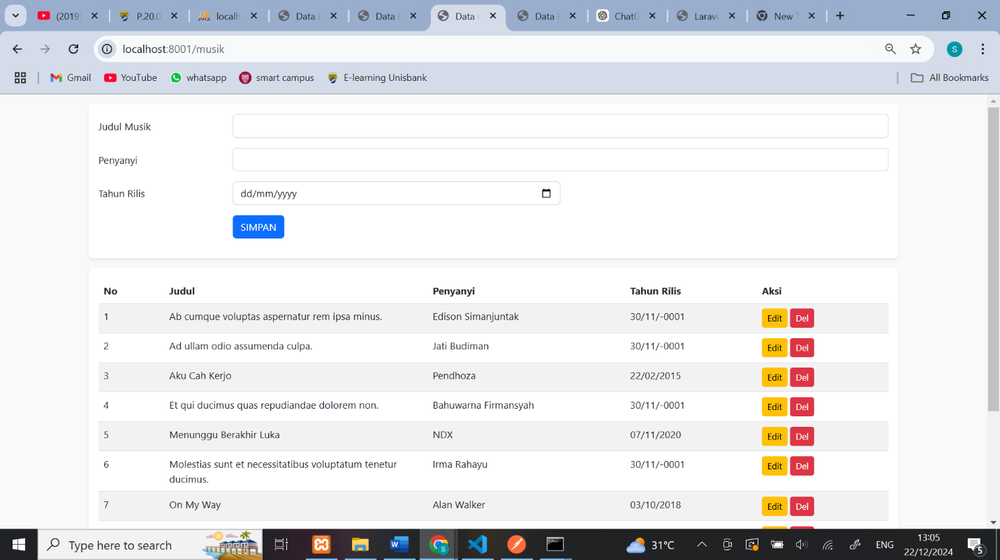 (2019)
P.20.0
localh
Data
Data
Data
Data
ChatG
Larav
New T
localhost:8001/musik
S
Gmail
YouTube
whatsapp
smart campus
E-learning Unisbank
All Bookmarks
Judul Musik
Penyanyi
Tahun Rilis
dd/mm/yyyy
SIMPAN
No Judul Penyanyi Tahun Rilis Aksi
1 Ab cumque voluptas aspernatur rem ipsa minus. Edison Simanjuntak 30/11/-0001 Edit Del
2 Ad ullam odio assumenda culpa. Jati Budiman 30/11/-0001 Edit Del
3 Aku Cah Kerjo Pendhoza 22/02/2015 Edit Del
4 Et qui ducimus quas repudiandae dolorem non. Bahuwarna Firmansyah 30/11/-0001 Edit Del
5 Menunggu Berakhir Luka NDX 07/11/2020 Edit Del
6 Molestias sunt et necessitatibus voluptatum tenetur Irma Rahayu 30/11/-0001 Edit Del
ducimus.
7 On My Way Alan Walker 03/10/2018 Edit Del
Type here to search
31°C
ENG
13:05
22/12/2024
5